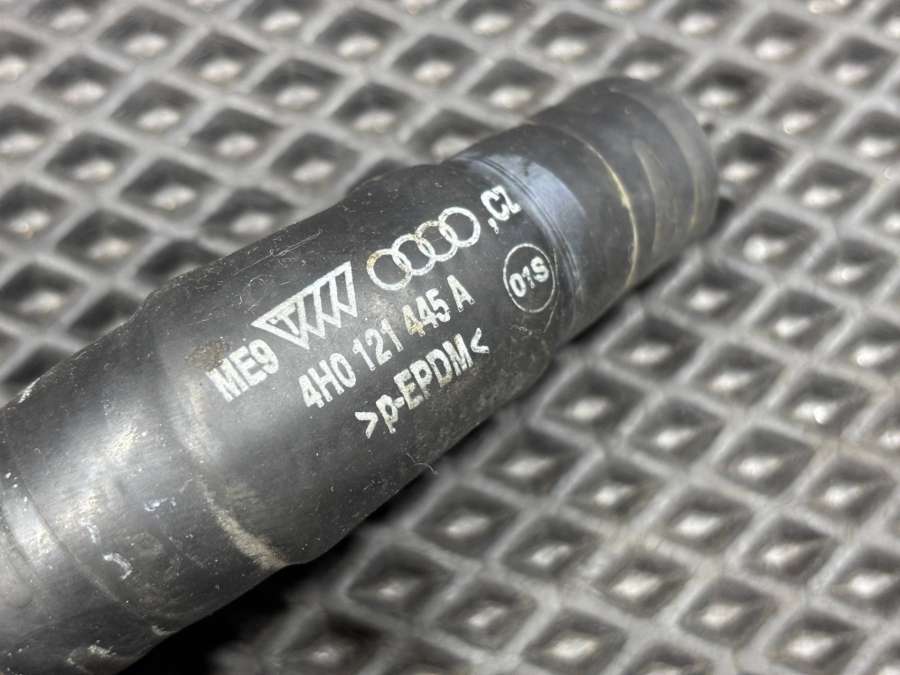 ME9 ,CZ
4H0 121 445 A
>p-EPDM<
01S